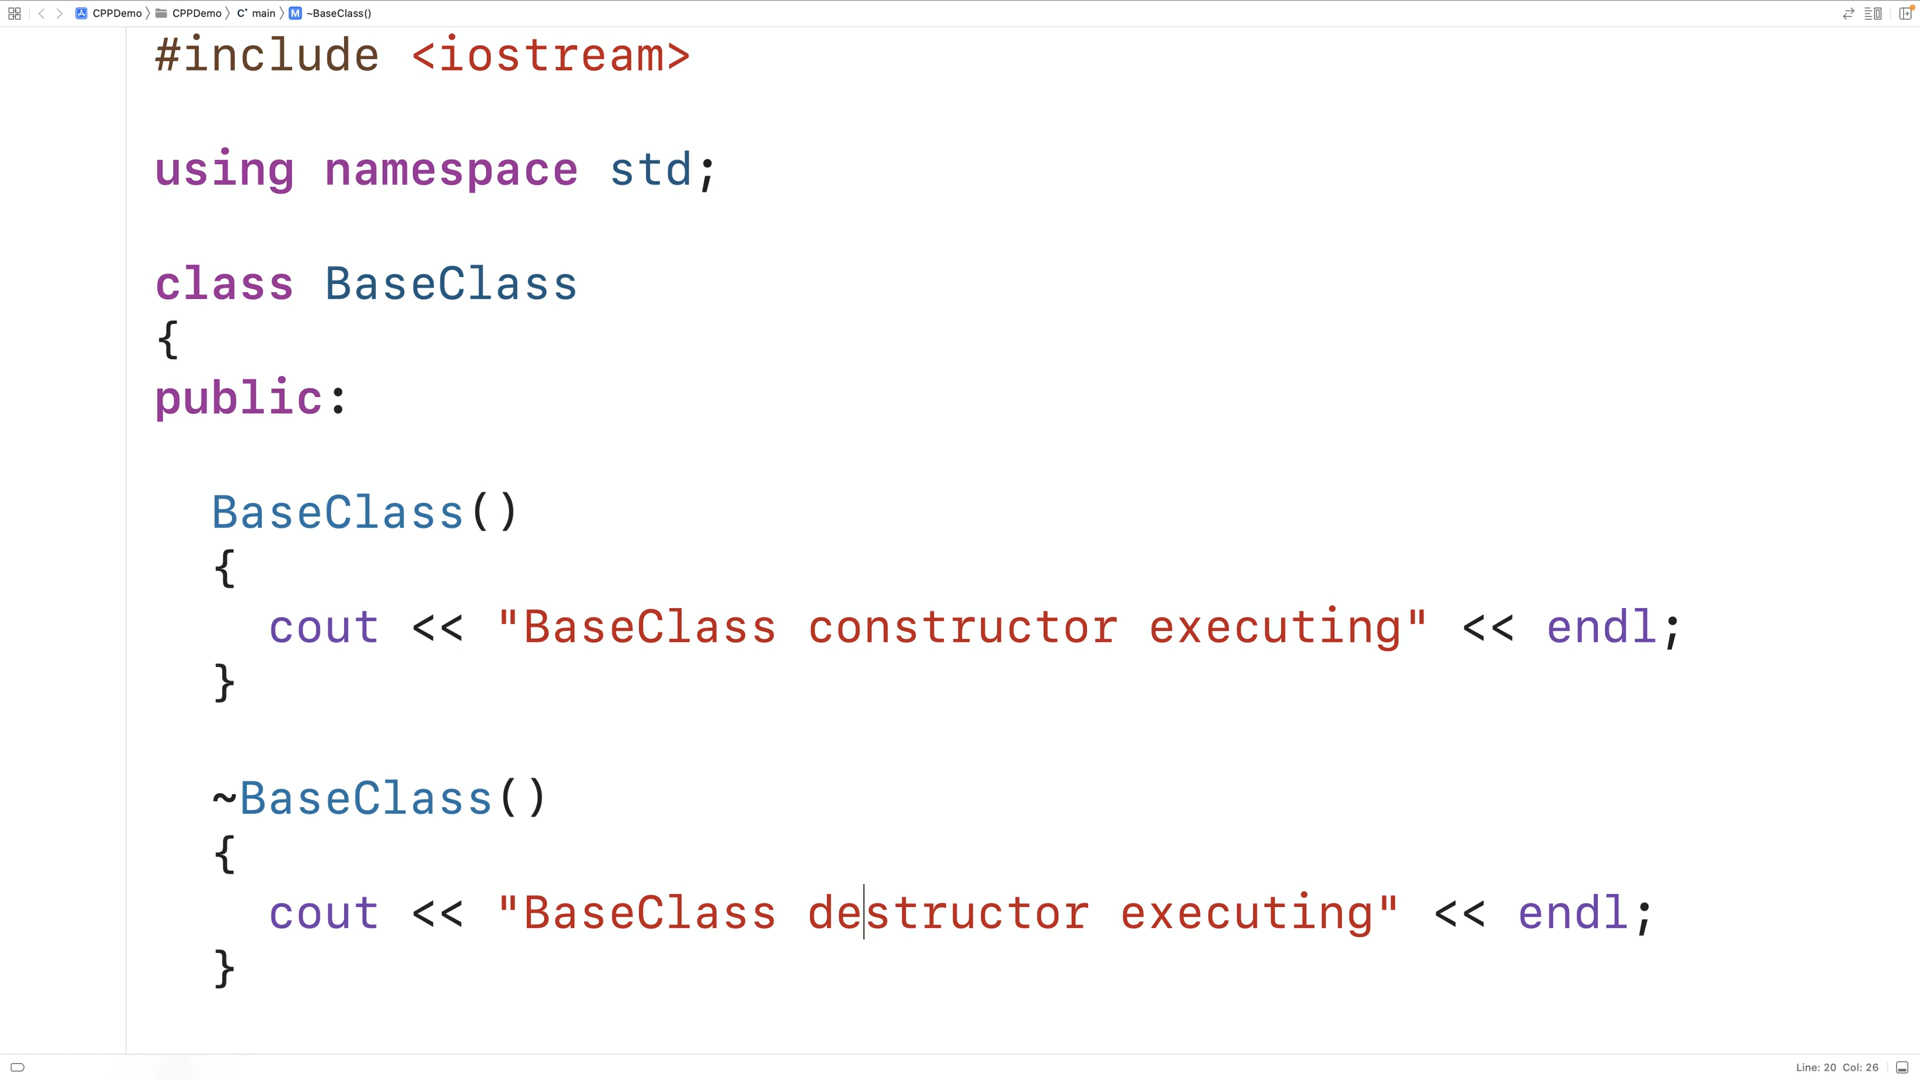 CPPDemo CPPDemo C+ main M ~BaseClass()
#include <iostream>
using namespace std;
class BaseClass
{
public:
BaseClass()
{
cout << "BaseClass constructor executing" << endl;
}
~BaseClass()
{
cout << "BaseClass destructor executing" << endl;
}
Line: 20 Col: 26